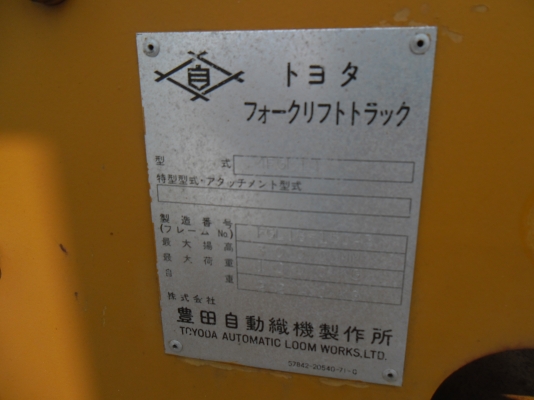 自 トヨタ
フォークリフトトラック
型 式
特型型式・アタッチメント型式
製造番号
(フレームNo)
最大揚高
最大荷重
自 重
株式会社
豊田自動織機製作所
TOYODA AUTOMATIC LOOM WORKS, LTD.
57442-20540-71-G